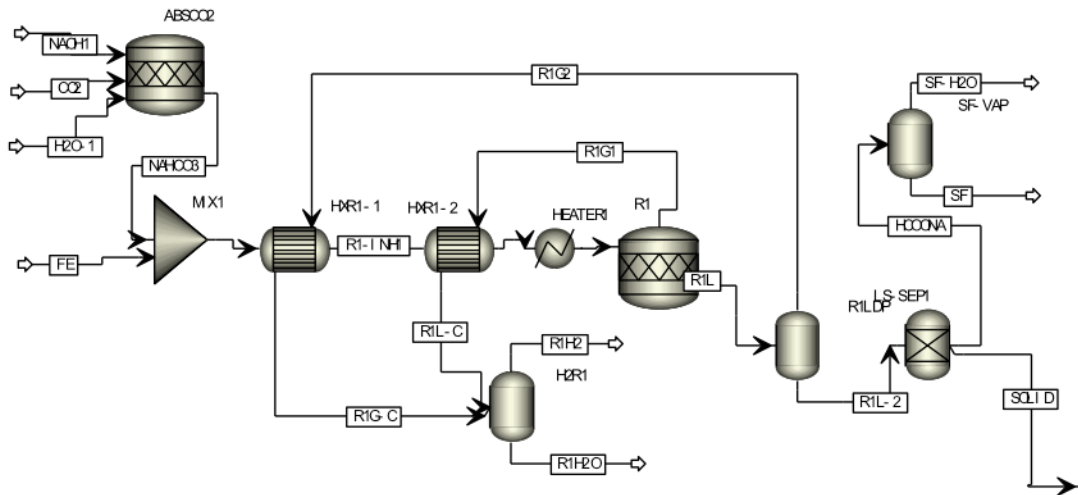 ABSCO2
NAOH1
CO2
H2O-1
NAHCO3
MIX1
FE
HXR1-1
R1-INH1
HXR1-2
HEATER1
R1
R1G2
R1G1
R1L
R1L-C
R1G-C
R1H2
H2R1
R1H2O
R1LDP
R1L-2
LS-SEP1
SOLID
HCOONA
SF-H2O
SF-VAP
SF